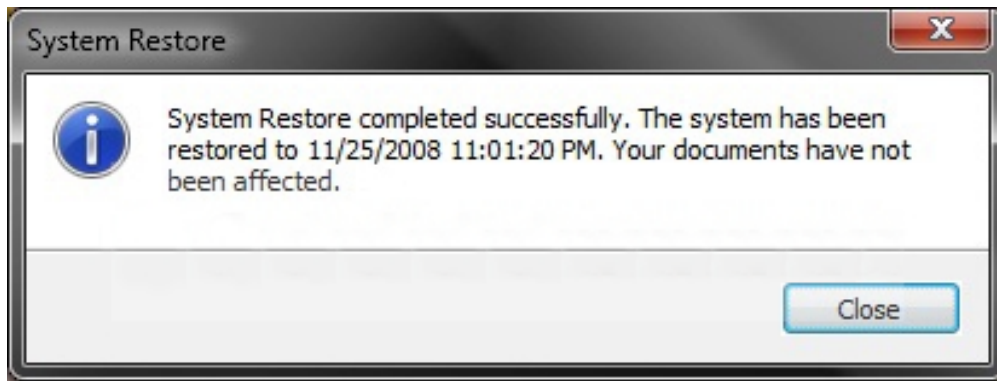 System Restore
System Restore completed successfully. The system has been
restored to 11/25/2008 11:01:20 PM. Your documents have not
been affected.
Close